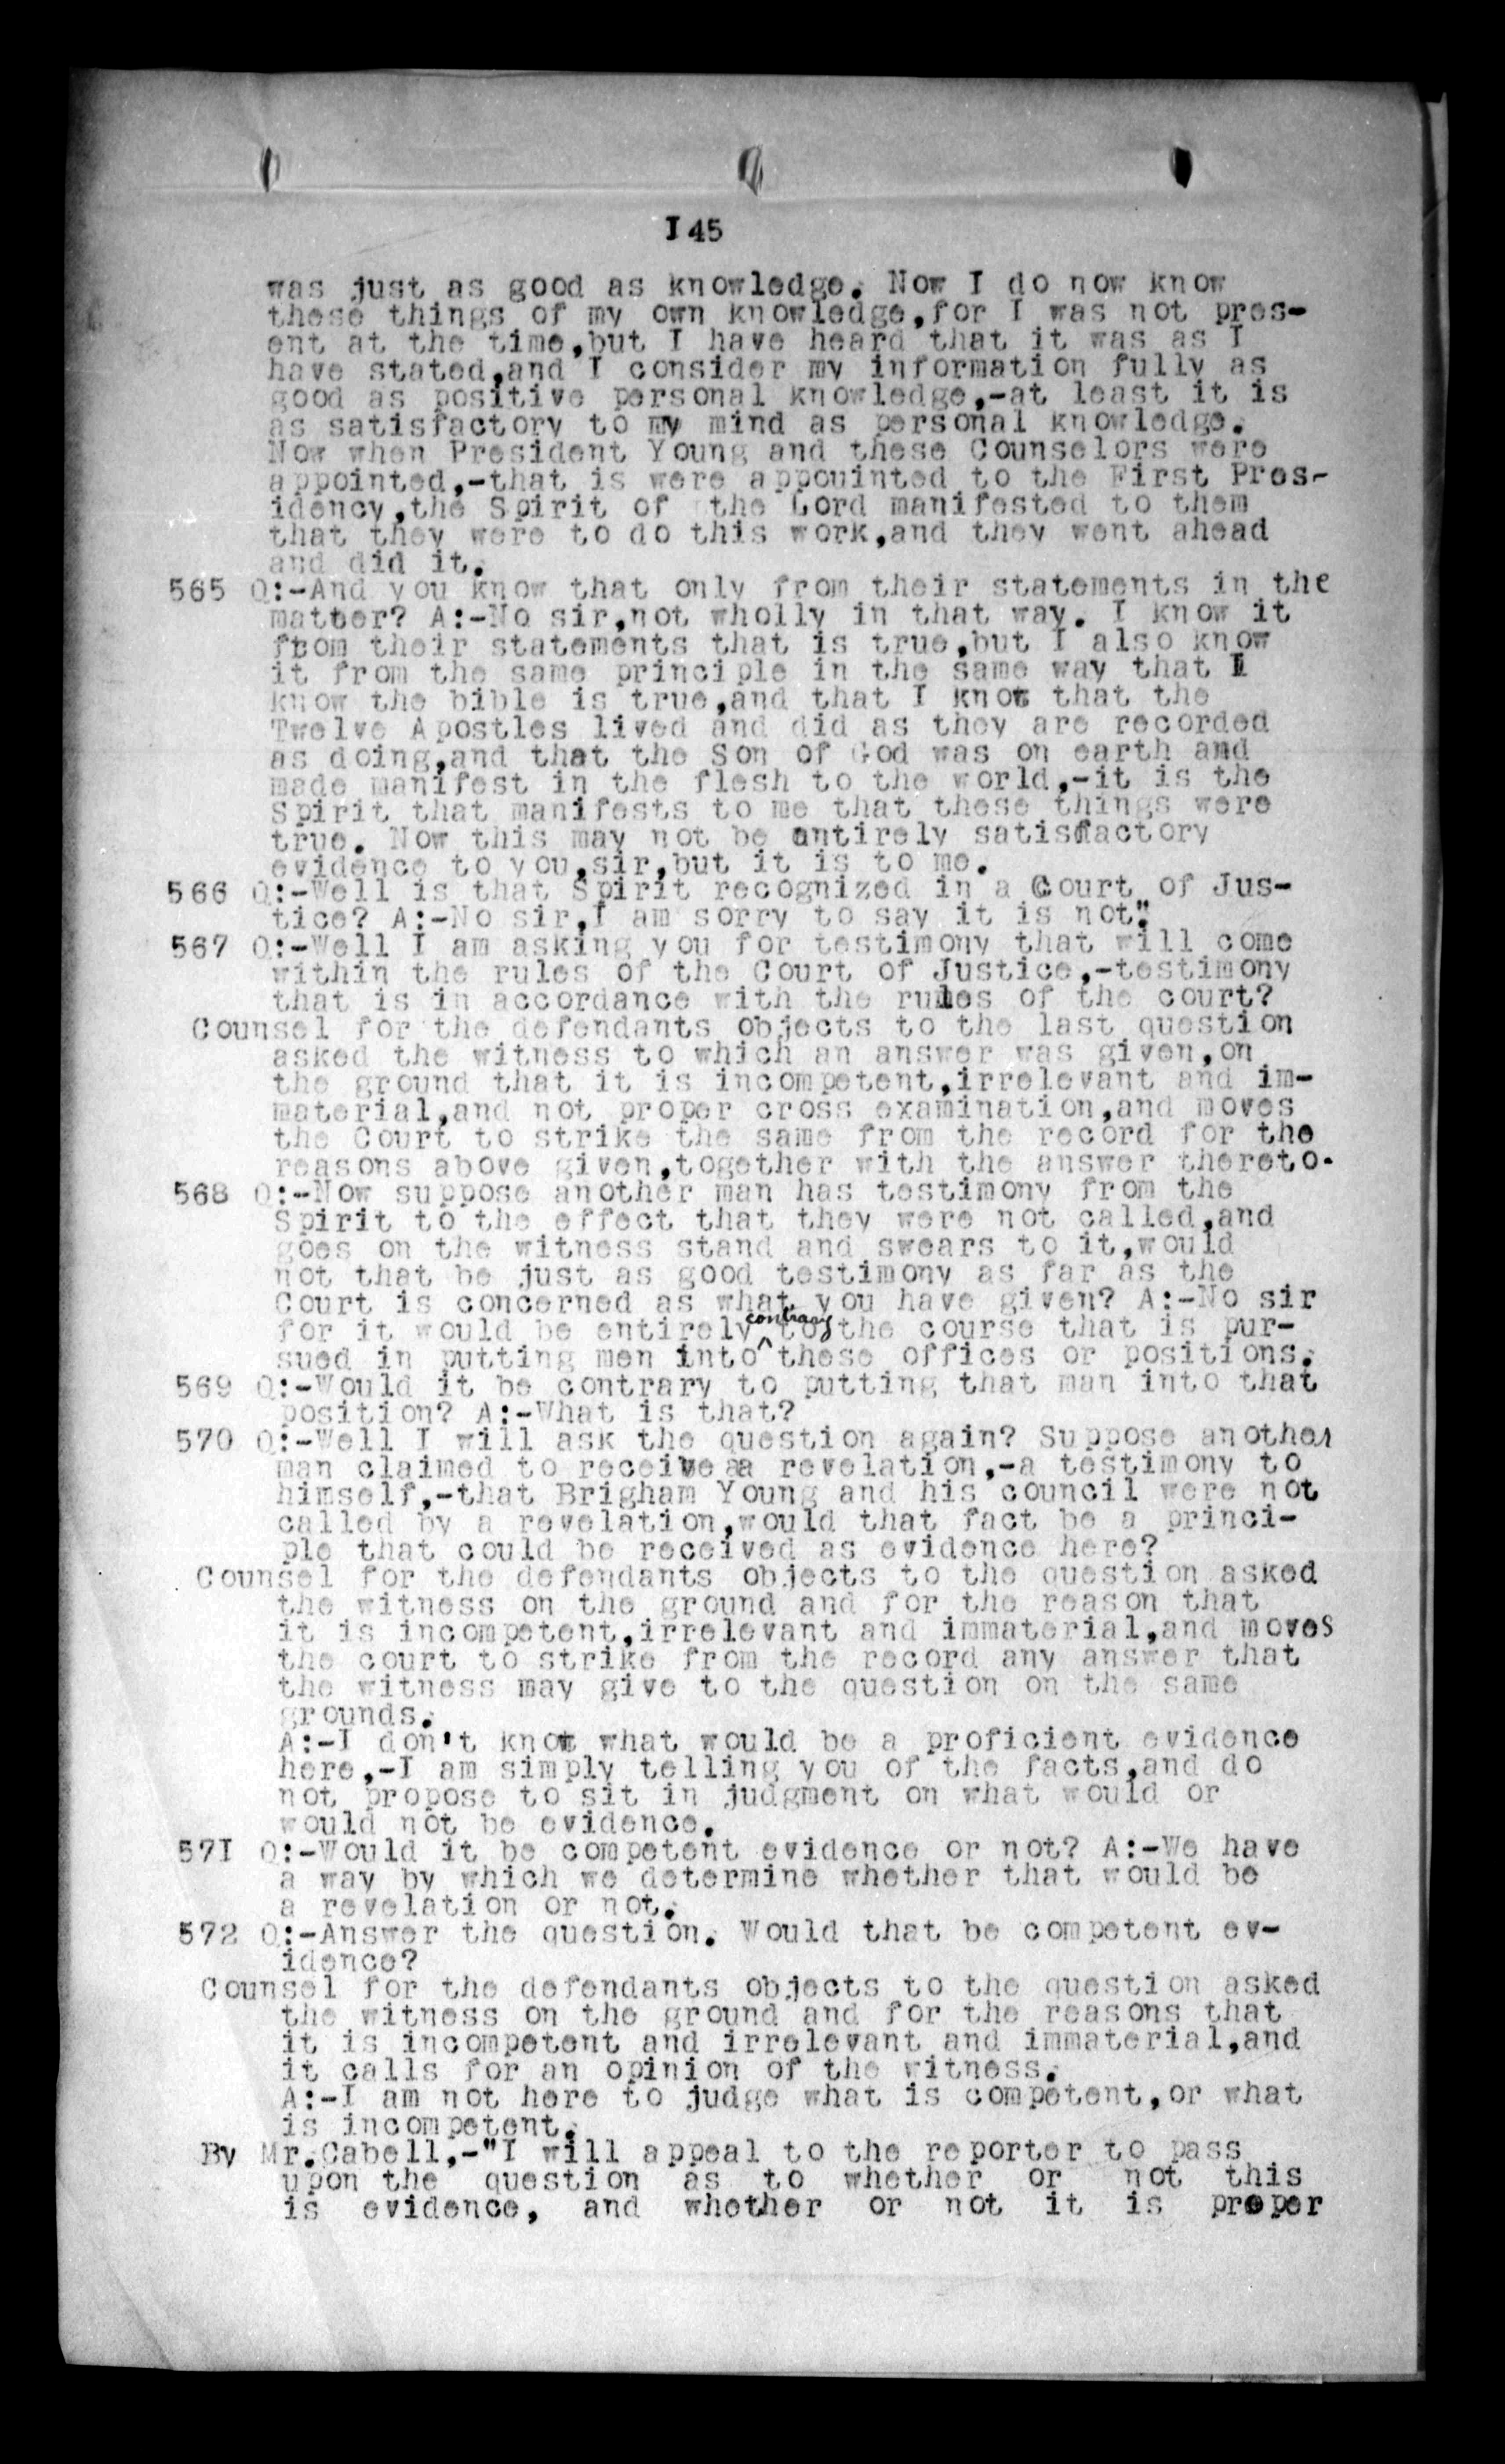 I45
was just as good as knowledge. Now I do now know
these things of my own knowledge,for I was not pres-
ent at the time,but I have heard that it was as I
have stated,and I consider my information fully as
good as positive personal knowledge,-at least it is
as satisfactory to my mind as personal knowledge.
Now when President Young and these Counselors were
appointed,-that is were appouinted to the First Pres-
idency,the Spirit of the Lord manifested to them
that they were to do this work,and they went ahead
and did it.
565 Q:-And you know that only from their statements in the
matter? A:-No sir,not wholly in that way. I know it
from their statements that is true,but I also know
it from the same principle in the same way that I
know the bible is true,and that I know that the
Twelve Apostles lived and did as they are recorded
as doing,and that the Son of God was on earth and
made manifest in the flesh to the world,-it is the
Spirit that manifests to me that these things were
true. Now this may not be entirely satisfactory
evidence to you,sir,but it is to me.
566 Q:-Well is that Spirit recognized in a Court of Jus-
tice? A:-No sir,I am sorry to say it is not."
567 Q:-Well I am asking you for testimony that will come
within the rules of the Court of Justice,-testimony
that is in accordance with the rules of the court?
Counsel for the defendants objects to the last question
asked the witness to which an answer was given,on
the ground that it is incompetent,irrelevant and im-
material,and not proper cross examination,and moves
the Court to strike the same from the record for the
reasons above given,together with the answer thereto.
568 Q:-Now suppose another man has testimony from the
Spirit to the effect that they were not called,and
goes on the witness stand and swears to it,would
not that be just as good testimony as far as the
Court is concerned as what you have given? A:-No sir
for it would be entirely contrary to the course that is pur-
sued in putting men into these offices or positions.
569 Q:-Would it be contrary to putting that man into that
position? A:-What is that?
570 Q:-Well I will ask the question again? Suppose another
man claimed to receive aa revelation,-a testimony to
himself,-that Brigham Young and his council were not
called by a revelation,would that fact be a princi-
ple that could be received as evidence here?
Counsel for the defendants objects to the question asked
the witness on the ground and for the reason that
it is incompetent,irrelevant and immaterial,and moves
the court to strike from the record any answer that
the witness may give to the question on the same
grounds.
A:-I don't know what would be a proficient evidence
here,-I am simply telling you of the facts,and do
not propose to sit in judgment on what would or
would not be evidence.
57I Q:-Would it be competent evidence or not? A:-We have
a way by which we determine whether that would be
a revelation or not.
572 Q:-Answer the question. Would that be competent ev-
idence?
Counsel for the defendants objects to the question asked
the witness on the ground and for the reasons that
it is incompetent and irrelevant and immaterial,and
it calls for an opinion of the witness.
A:-I am not here to judge what is competent,or what
is incompetent.
By Mr.Cabell,-"I will appeal to the reporter to pass
upon the question as to whether or not this
is evidence, and whether or not it is proper